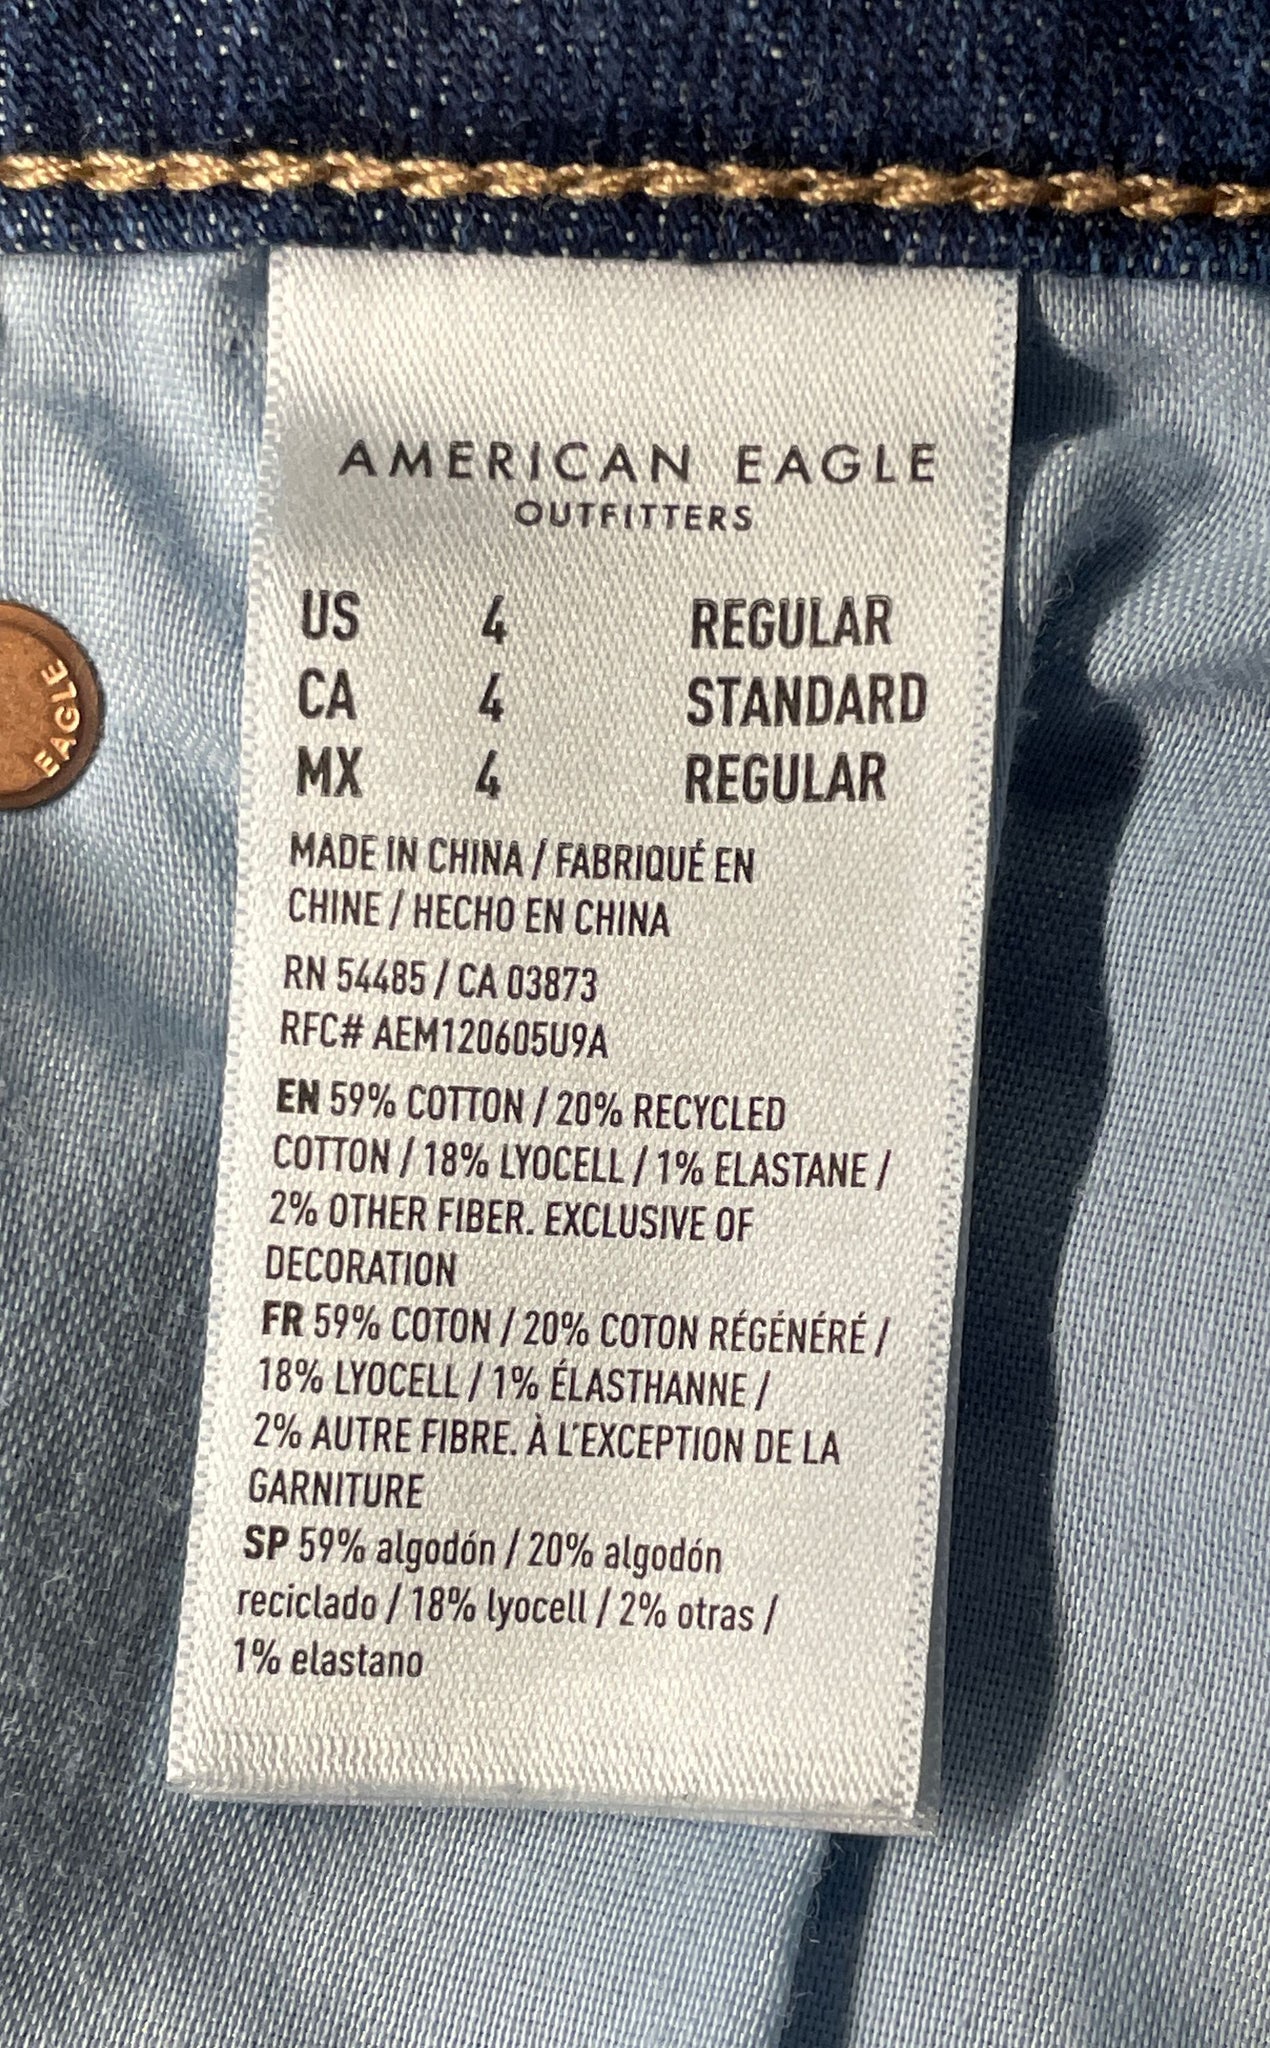 AMERICAN EAGLE
OUTFITTERS
US 4 REGULAR
CA 4 STANDARD
MX 4 REGULAR
MADE IN CHINA / FABRIQUÉ EN
CHINE / HECHO EN CHINA
RN 54485 / CA 03873
RFC# AEM120605U9A
EN 59% COTTON / 20% RECYCLED
COTTON / 18% LYOCELL / 1% ELASTANE /
2% OTHER FIBER. EXCLUSIVE OF
DECORATION
FR 59% COTON / 20% COTON RÉGÉNÉRÉ /
18% LYOCELL / 1% ÉLASTHANNE /
2% AUTRE FIBRE. À L'EXCEPTION DE LA
GARNITURE
SP 59% algodón / 20% algodón
reciclado / 18% lyocell / 2% otras /
1% elastano
EAGLE